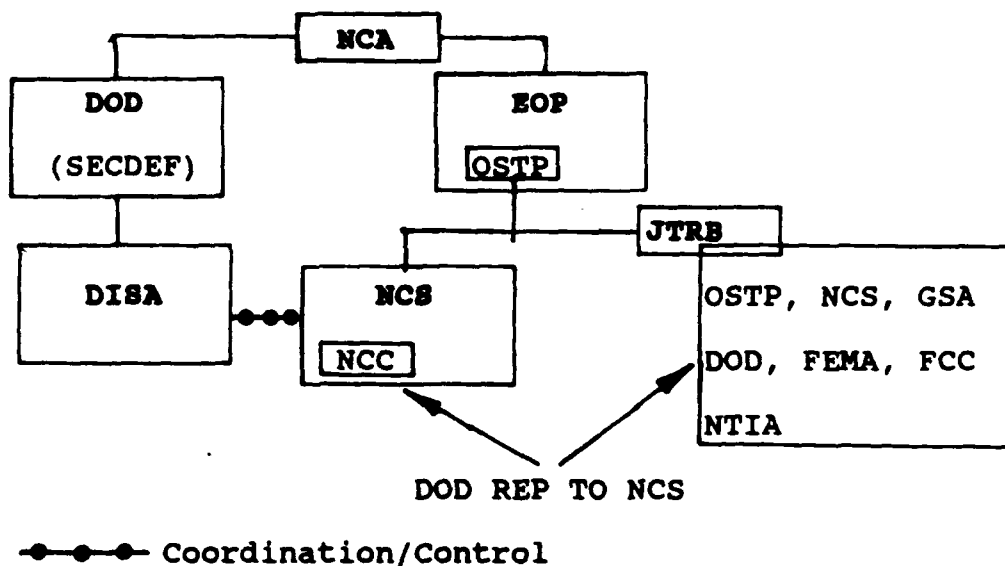 NCA
DOD
(SECDEF)
EOP
OSTP
JTRB
DISA
NCS
NCC
OSTP, NCS, GSA
DOD, FEMA, FCC
NTIA
DOD REP TO NCS
Coordination/Control